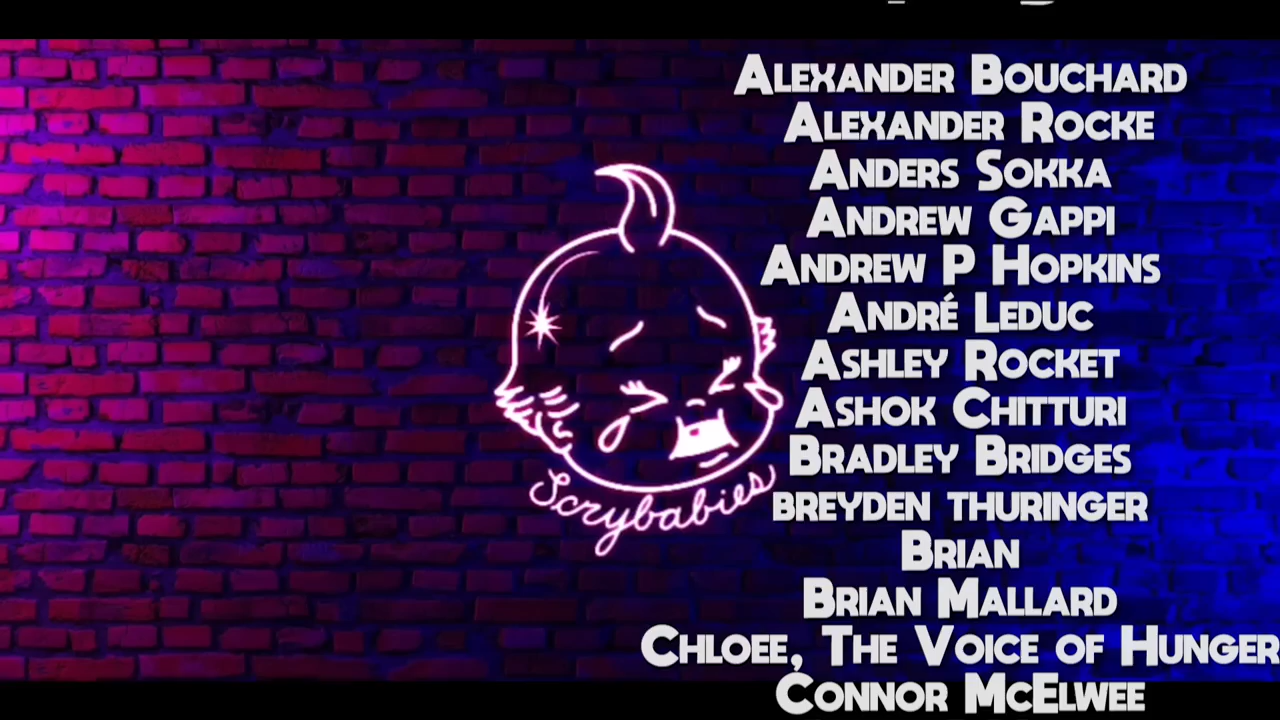 Alexander Bouchard
Alexander Rocke
Anders Sokka
Andrew Gappi
Andrew P Hopkins
André Leduc
Ashley Rocket
Ashok Chitturi
Bradley Bridges
breyden thuringer
Brian
Brian Mallard
Chloee, The Voice of Hunger
Connor McElwee
Scrybabies